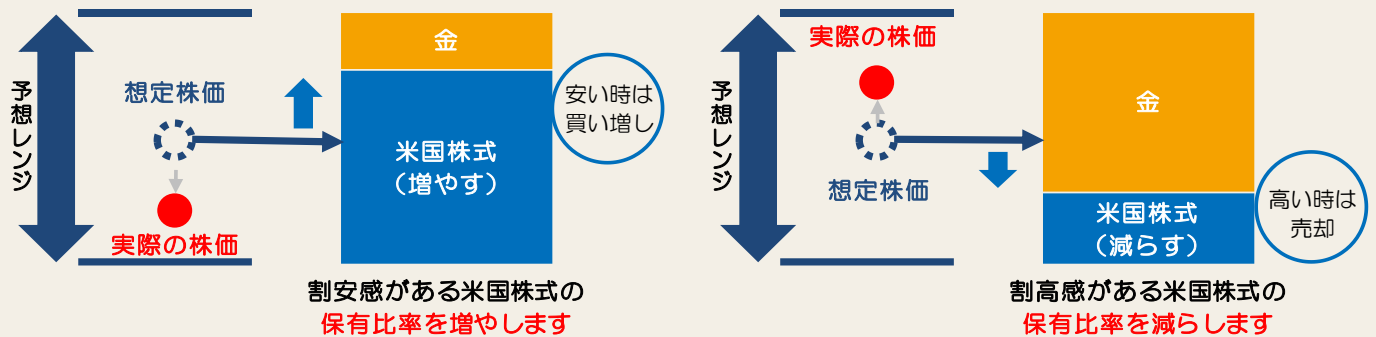 予想レンジ
想定株価
実際の株価
金
米国株式
（増やす）
安い時は
買い増し
割安感がある米国株式の
保有比率を増やします
予想レンジ
実際の株価
想定株価
金
米国株式
（減らす）
高い時は
売却
割高感がある米国株式の
保有比率を減らします